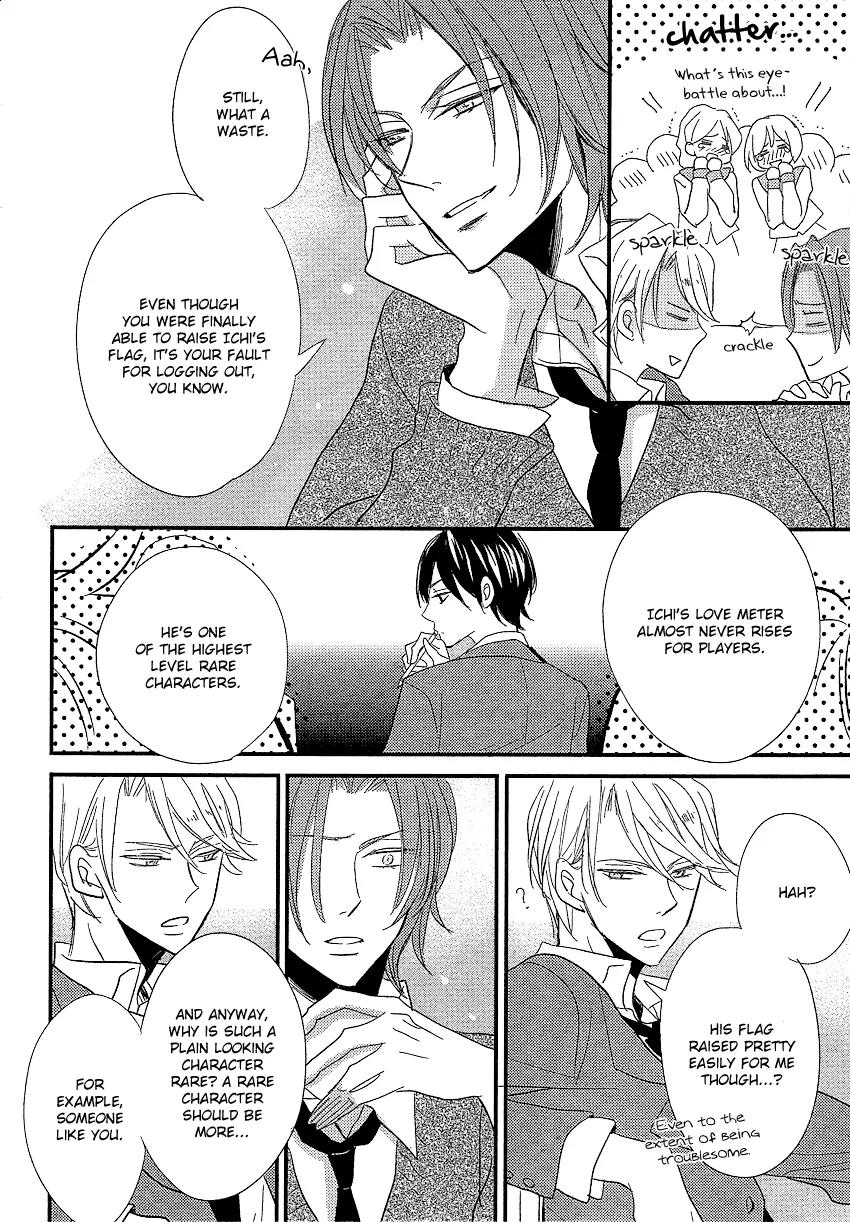 chatter...
What's this eye-
battle about...!
sparkle
sparkle
crackle
Aah,
STILL,
WHAT A
WASTE.
EVEN THOUGH
YOU WERE FINALLY
ABLE TO RAISE ICHI'S
FLAG, IT'S YOUR FAULT
FOR LOGGING OUT,
YOU KNOW.
ICHI'S LOVE METER
ALMOST NEVER RISES
FOR PLAYERS.
HE'S ONE
OF THE HIGHEST
LEVEL RARE
CHARACTERS.
HAH?
?
HIS FLAG
RAISED PRETTY
EASILY FOR ME
THOUGH...?
Even to the
extent of being
troublesome.
AND ANYWAY,
WHY IS SUCH A
PLAIN LOOKING
CHARACTER
RARE? A RARE
CHARACTER
SHOULD BE
MORE...
FOR
EXAMPLE,
SOMEONE
LIKE YOU.